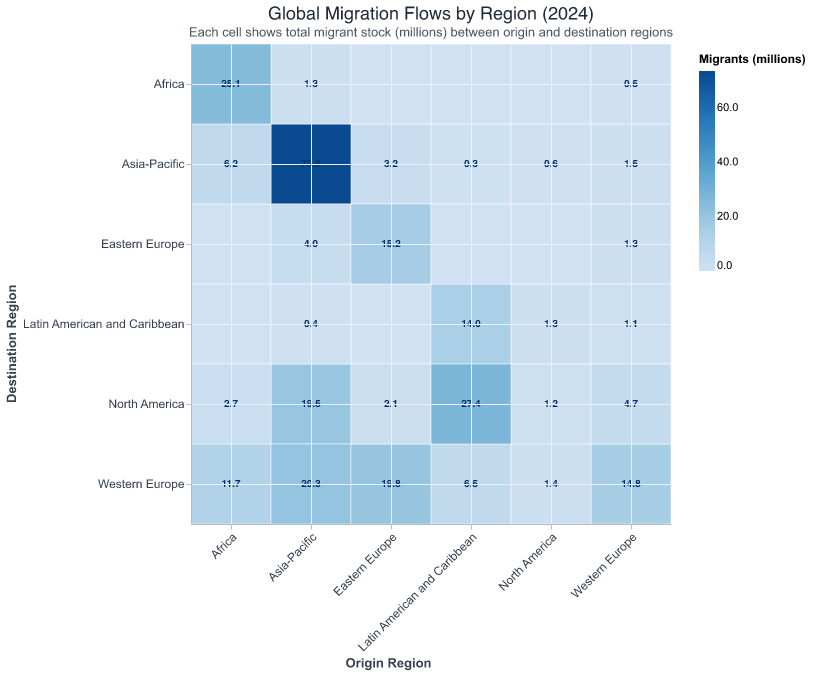 Global Migration Flows by Region (2024)
Each cell shows total migrant stock (millions) between origin and destination regions
Migrants (millions)
60.0
40.0
20.0
0.0
Destination Region
Africa 25.1 1.3 0.5
Asia-Pacific 6.2 3.2 0.3 0.6 1.5
Eastern Europe 4.0 15.2 1.3
Latin American and Caribbean 0.4 14.0 1.3 1.1
North America 2.7 19.5 2.1 27.4 1.2 4.7
Western Europe 11.7 20.3 19.8 6.5 1.4 14.8
Africa
Asia-Pacific
Eastern Europe
Latin American and Caribbean
North America
Western Europe
Origin Region